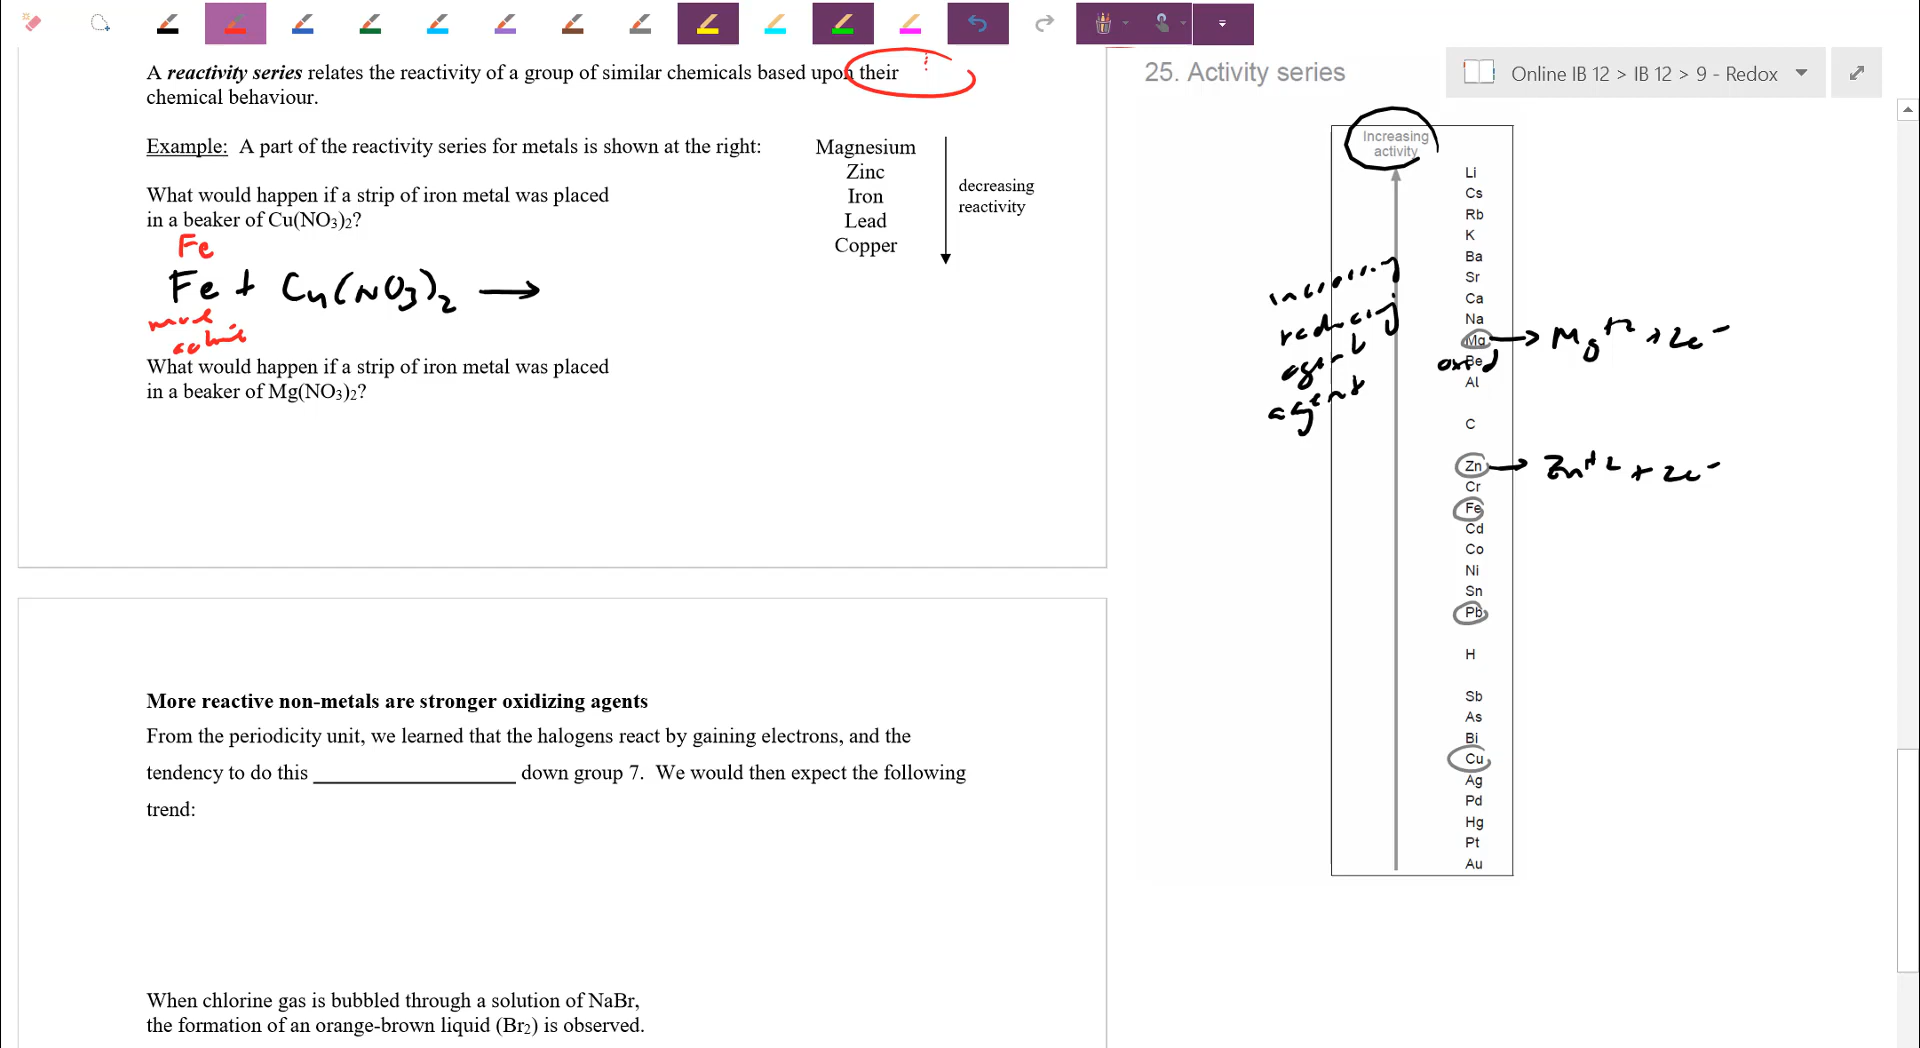 A reactivity series relates the reactivity of a group of similar chemicals based upon their
chemical behaviour.
Example: A part of the reactivity series for metals is shown at the right:
What would happen if a strip of iron metal was placed
in a beaker of Cu(NO3)2?
Magnesium
Zinc
Iron
Lead
Copper
decreasing
reactivity
Fe
Fe + Cu(NO3)2 →
more
active
What would happen if a strip of iron metal was placed
in a beaker of Mg(NO3)2?
More reactive non-metals are stronger oxidizing agents
From the periodicity unit, we learned that the halogens react by gaining electrons, and the
tendency to do this ____________________ down group 7. We would then expect the following
trend:
When chlorine gas is bubbled through a solution of NaBr,
the formation of an orange-brown liquid (Br2) is observed.
25. Activity series
Online IB 12 > IB 12 > 9 - Redox
Increasing
activity
increasing
reducing
agent
agent
Li
Cs
Rb
K
Ba
Sr
Ca
Na
Mg → Mg+2 + 2e-
Be
Al
C
Zn → Zn+2 + 2e-
Cr
Fe
Cd
Co
Ni
Sn
Pb
H
Sb
As
Bi
Cu
Ag
Pd
Hg
Pt
Au